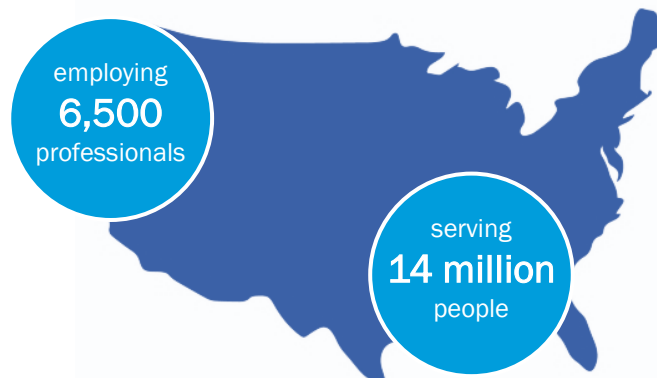 employing
6,500
professionals
serving
14 million
people